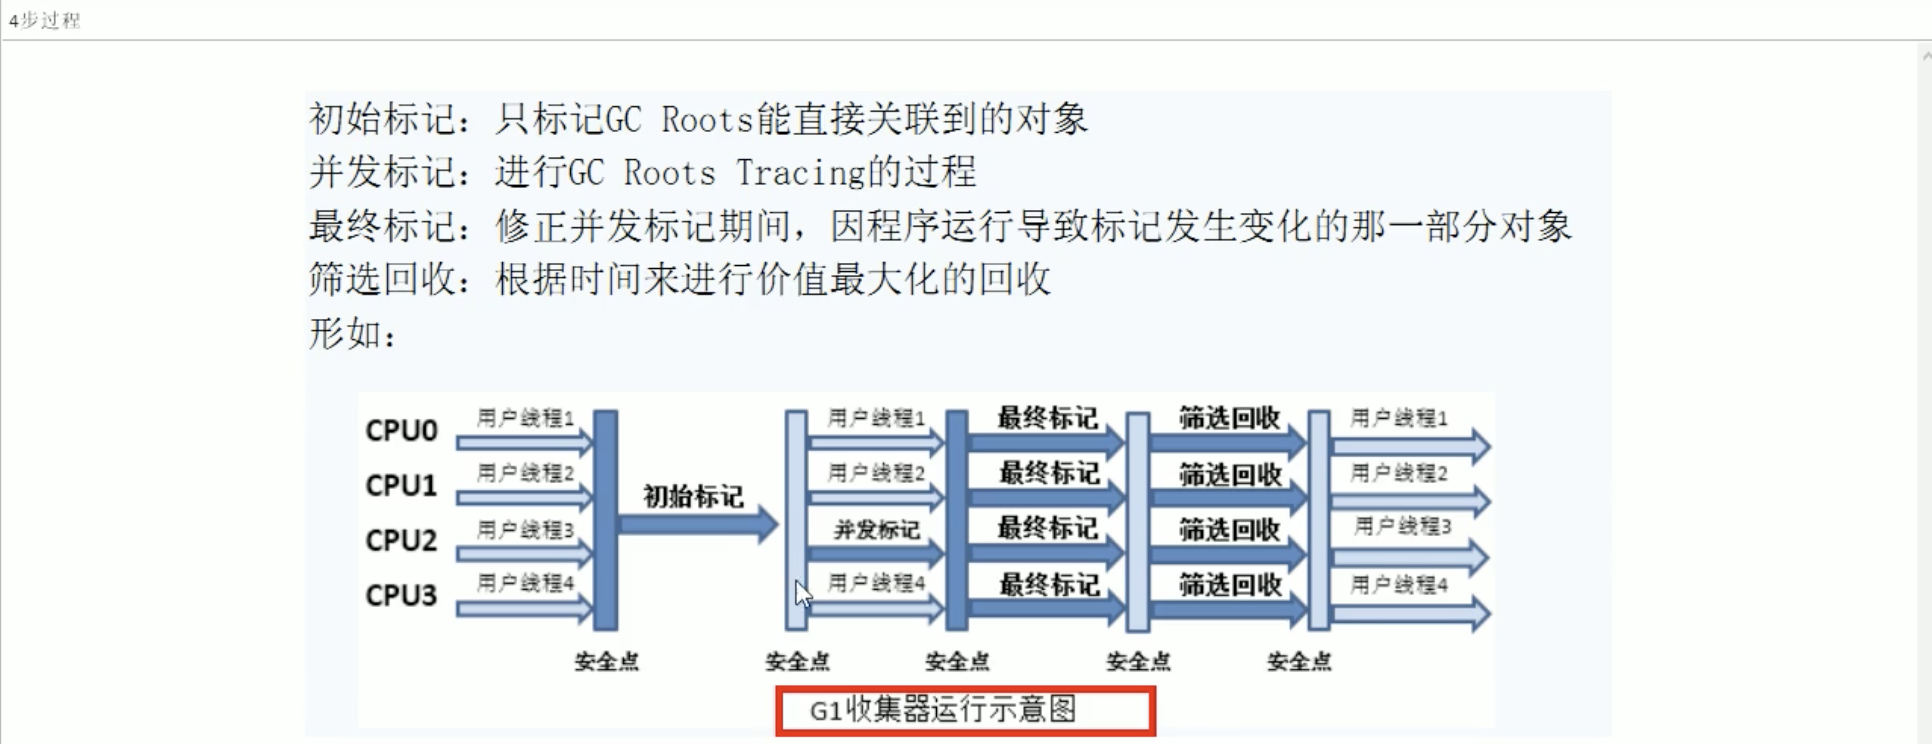 4步过程
初始标记：只标记GC Roots能直接关联到的对象
并发标记：进行GC Roots Tracing的过程
最终标记：修正并发标记期间，因程序运行导致标记发生变化的那一部分对象
筛选回收：根据时间来进行价值最大化的回收
形如：
CPU0 用户线程1 用户线程1 最终标记 筛选回收 用户线程1
CPU1 用户线程2 用户线程2 最终标记 筛选回收 用户线程2
初始标记
CPU2 用户线程3 并发标记 最终标记 筛选回收 用户线程3
CPU3 用户线程4 用户线程4 最终标记 筛选回收 用户线程4
安全点 安全点 安全点 安全点 安全点
G1收集器运行示意图